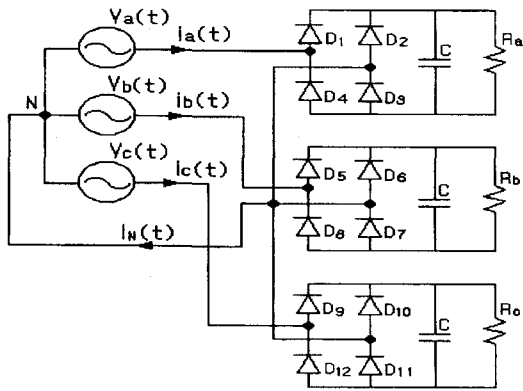 Va(t)
ia(t)
D1
D2
C
Ra
N
Vb(t)
ib(t)
D4
D3
Vc(t)
ic(t)
D5
D6
C
Rb
iN(t)
D8
D7
D9
D10
C
Rc
D12
D11